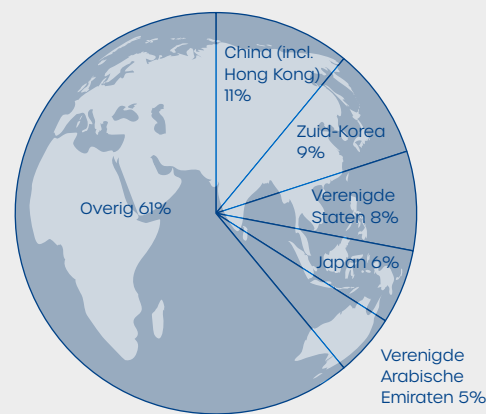 China (incl.
Hong Kong)
11%
Zuid-Korea
9%
Verenigde
Staten 8%
Overig 61%
Japan 6%
Verenigde
Arabische
Emiraten 5%